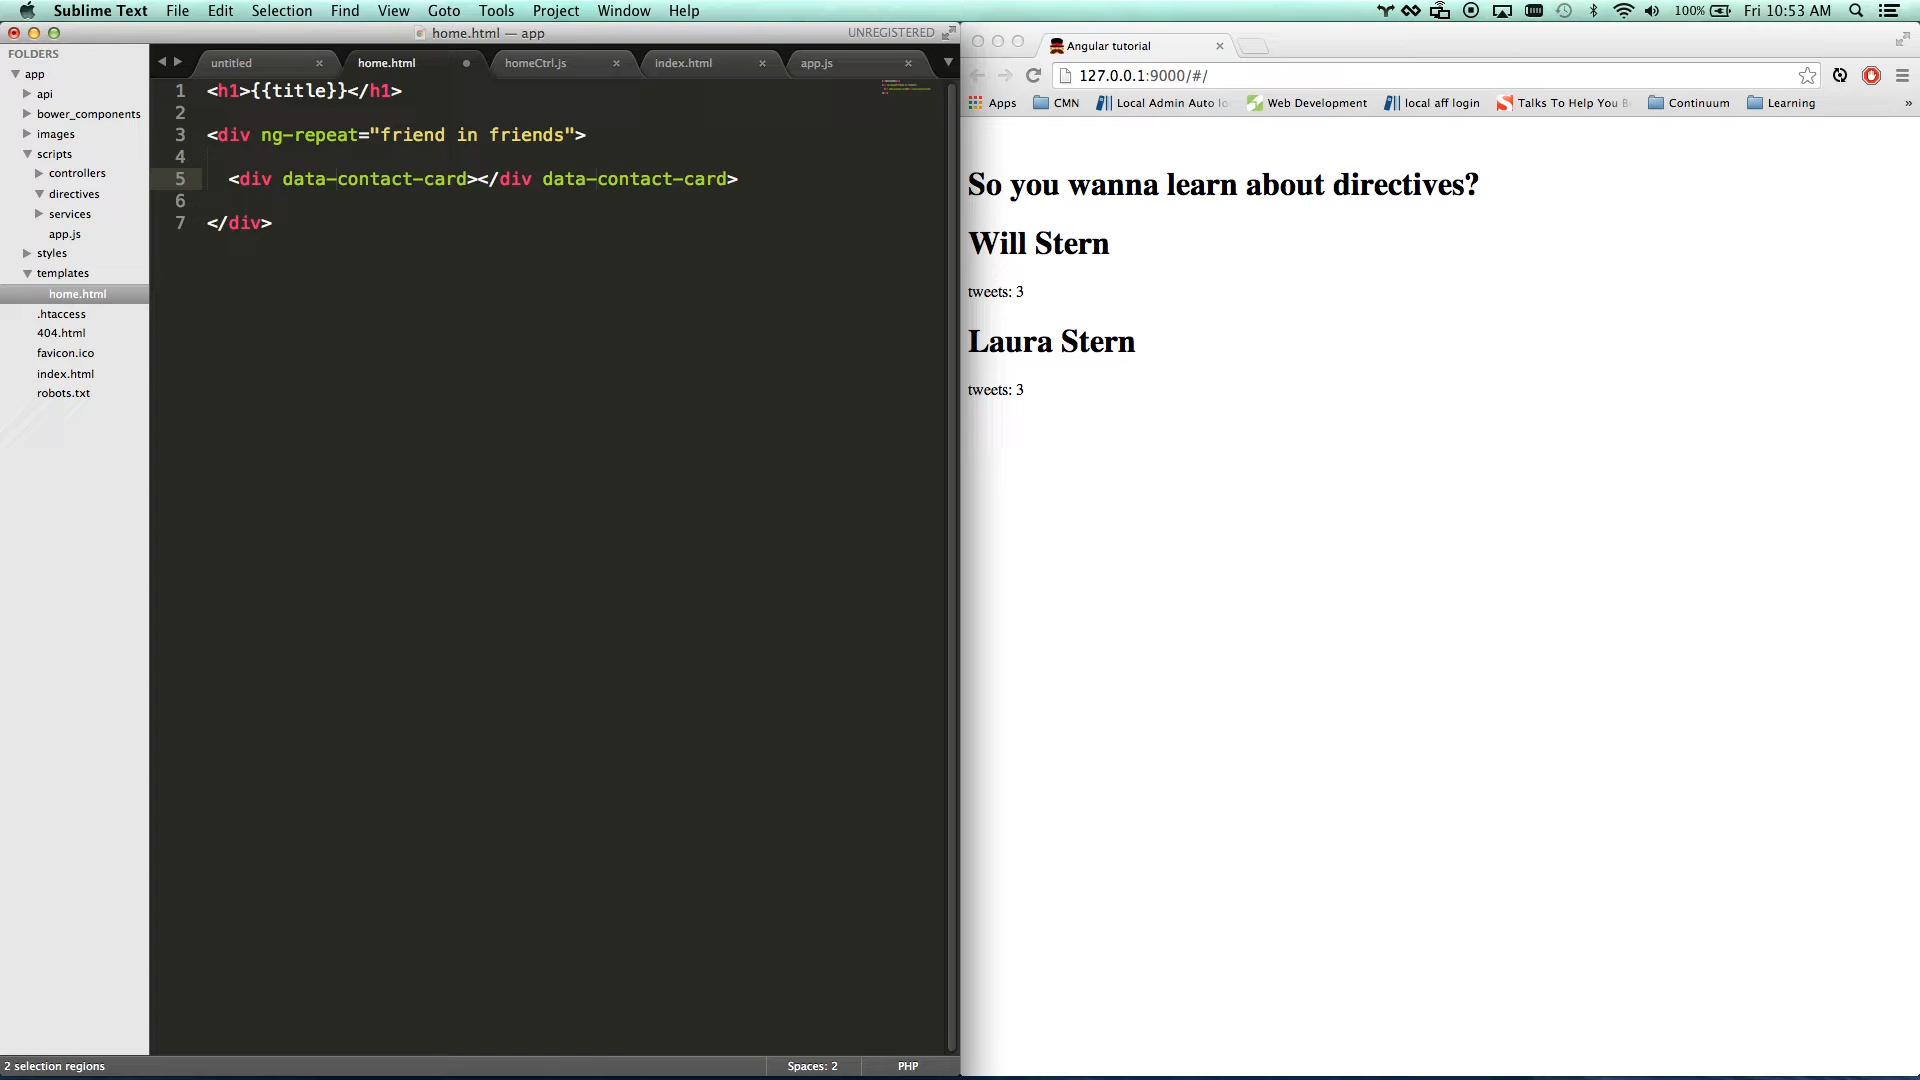 Sublime Text File Edit Selection Find View Goto Tools Project Window Help 100% Fri 10:53 AM
home.html — app UNREGISTERED
FOLDERS
app
api
bower_components
images
scripts
controllers
directives
services
app.js
styles
templates
home.html
.htaccess
404.html
favicon.ico
index.html
robots.txt
untitled home.html homeCtrl.js index.html app.js
1 <h1>{{title}}</h1>
2
3 <div ng-repeat="friend in friends">
4
5 <div data-contact-card></div data-contact-card>
6
7 </div>
2 selection regions Spaces: 2 PHP
Angular tutorial
127.0.0.1:9000/#/
Apps CMN Local Admin Auto lo Web Development local aff login Talks To Help You B Continuum Learning »
So you wanna learn about directives?
Will Stern
tweets: 3
Laura Stern
tweets: 3